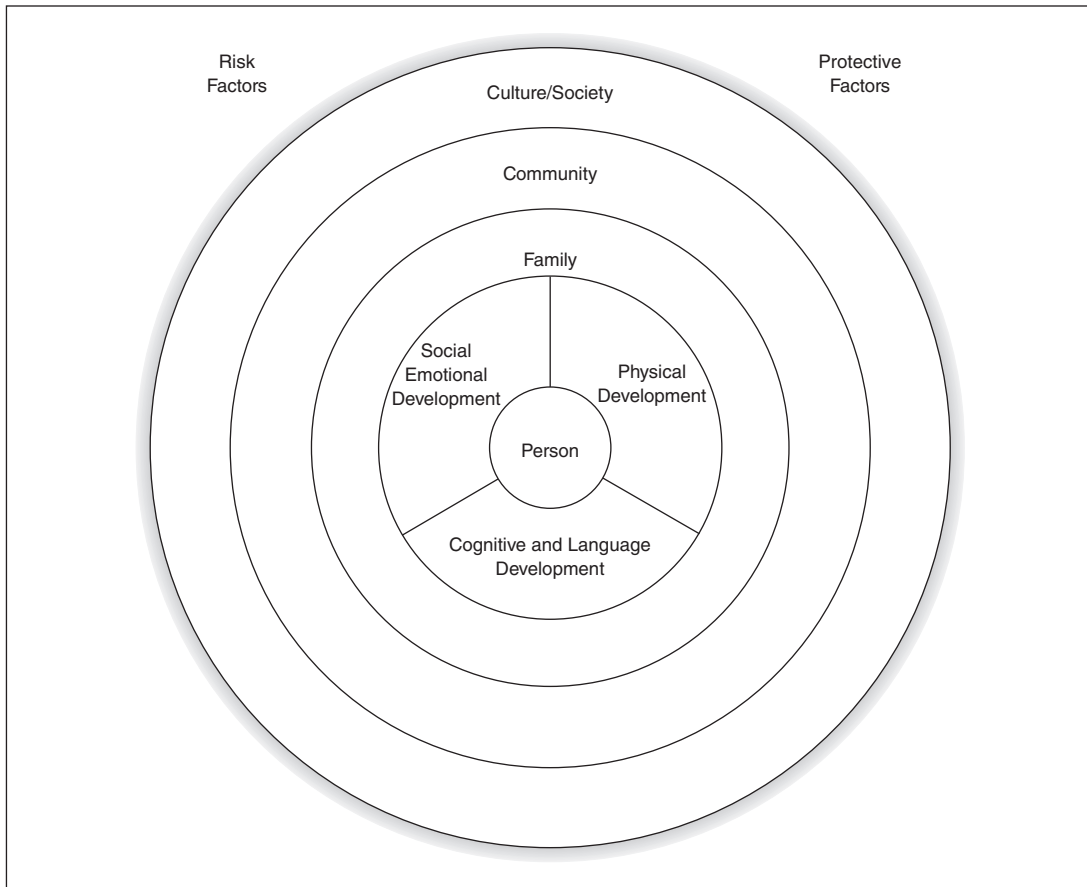 Risk
Factors
Protective
Factors
Culture/Society
Community
Family
Social
Emotional
Development
Physical
Development
Person
Cognitive and Language
Development